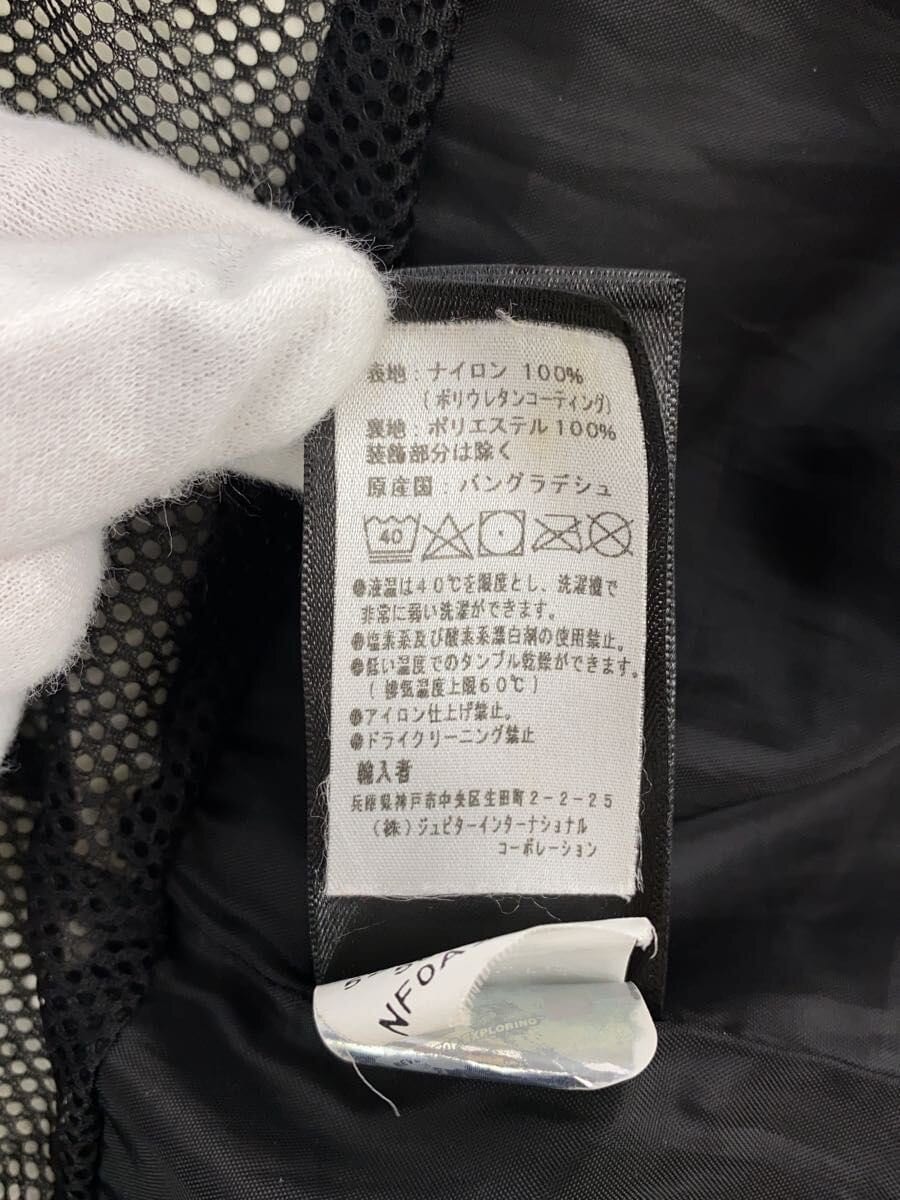 表地：ナイロン 100%
(ポリウレタンコーティング)
裏地：ポリエステル 100%
装飾部分は除く
原産国：バングラデシュ
40
●液温は40℃を限度とし、洗濯機で
非常に弱い洗濯ができます。
●塩素系及び酸素系漂白剤の使用禁止。
●低い温度でのタンブル乾燥ができます。
(排気温度上限60℃)
●アイロン仕上げ禁止。
●ドライクリーニング禁止
輸入者
兵庫県神戸市中央区生田町2-2-25
(株)ジュピターインターナショナル
コーポレーション
NF0A
EXPLORING